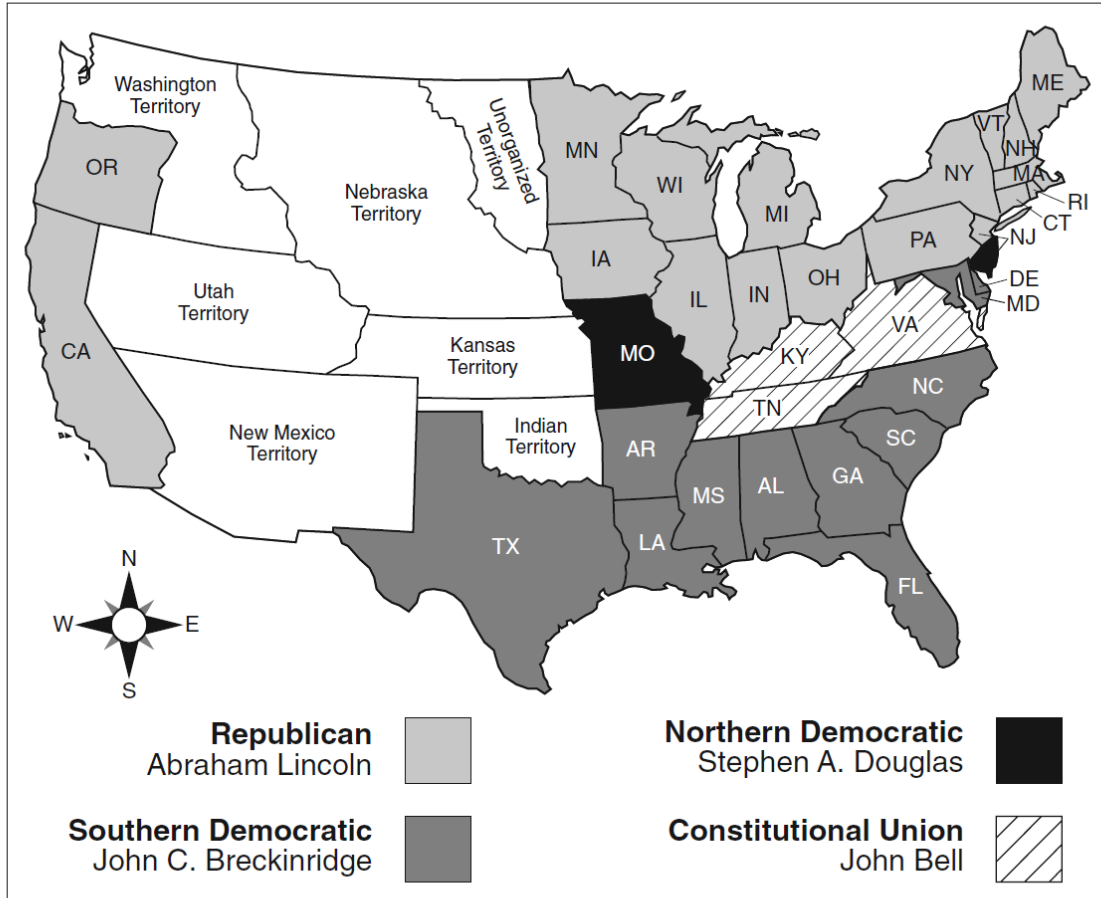 Washington
Territory
Unorganized
Territory
ME
VT
NH
OR
MN
MA
NY
WI
RI
Nebraska
Territory
MI
CT
PA
NJ
IA
OH
DE
Utah
Territory
IL
IN
MD
VA
CA
Kansas
Territory
MO
KY
NC
TN
New Mexico
Territory
Indian
Territory
AR
SC
MS
AL
GA
TX
LA
FL
N
W
E
S
Republican
Abraham Lincoln
Northern Democratic
Stephen A. Douglas
Southern Democratic
John C. Breckinridge
Constitutional Union
John Bell